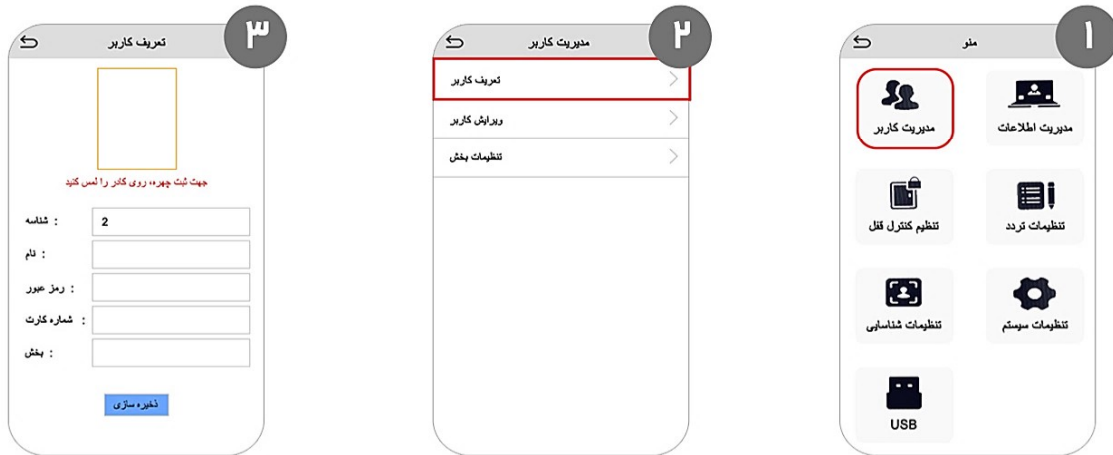 ۱
منو
مدیریت کاربر
مدیریت اطلاعات
تنظیم کنترل قفل
تنظیمات تردد
تنظیمات شناسایی
تنظیمات سیستم
USB
۲
مدیریت کاربر
تعریف کاربر
ویرایش کاربر
تنظیمات بخش
۳
تعریف کاربر
جهت ثبت چهره، روی کادر را لمس کنید
شناسه : 2
نام :
رمز عبور :
شماره کارت :
بخش :
ذخیره سازی